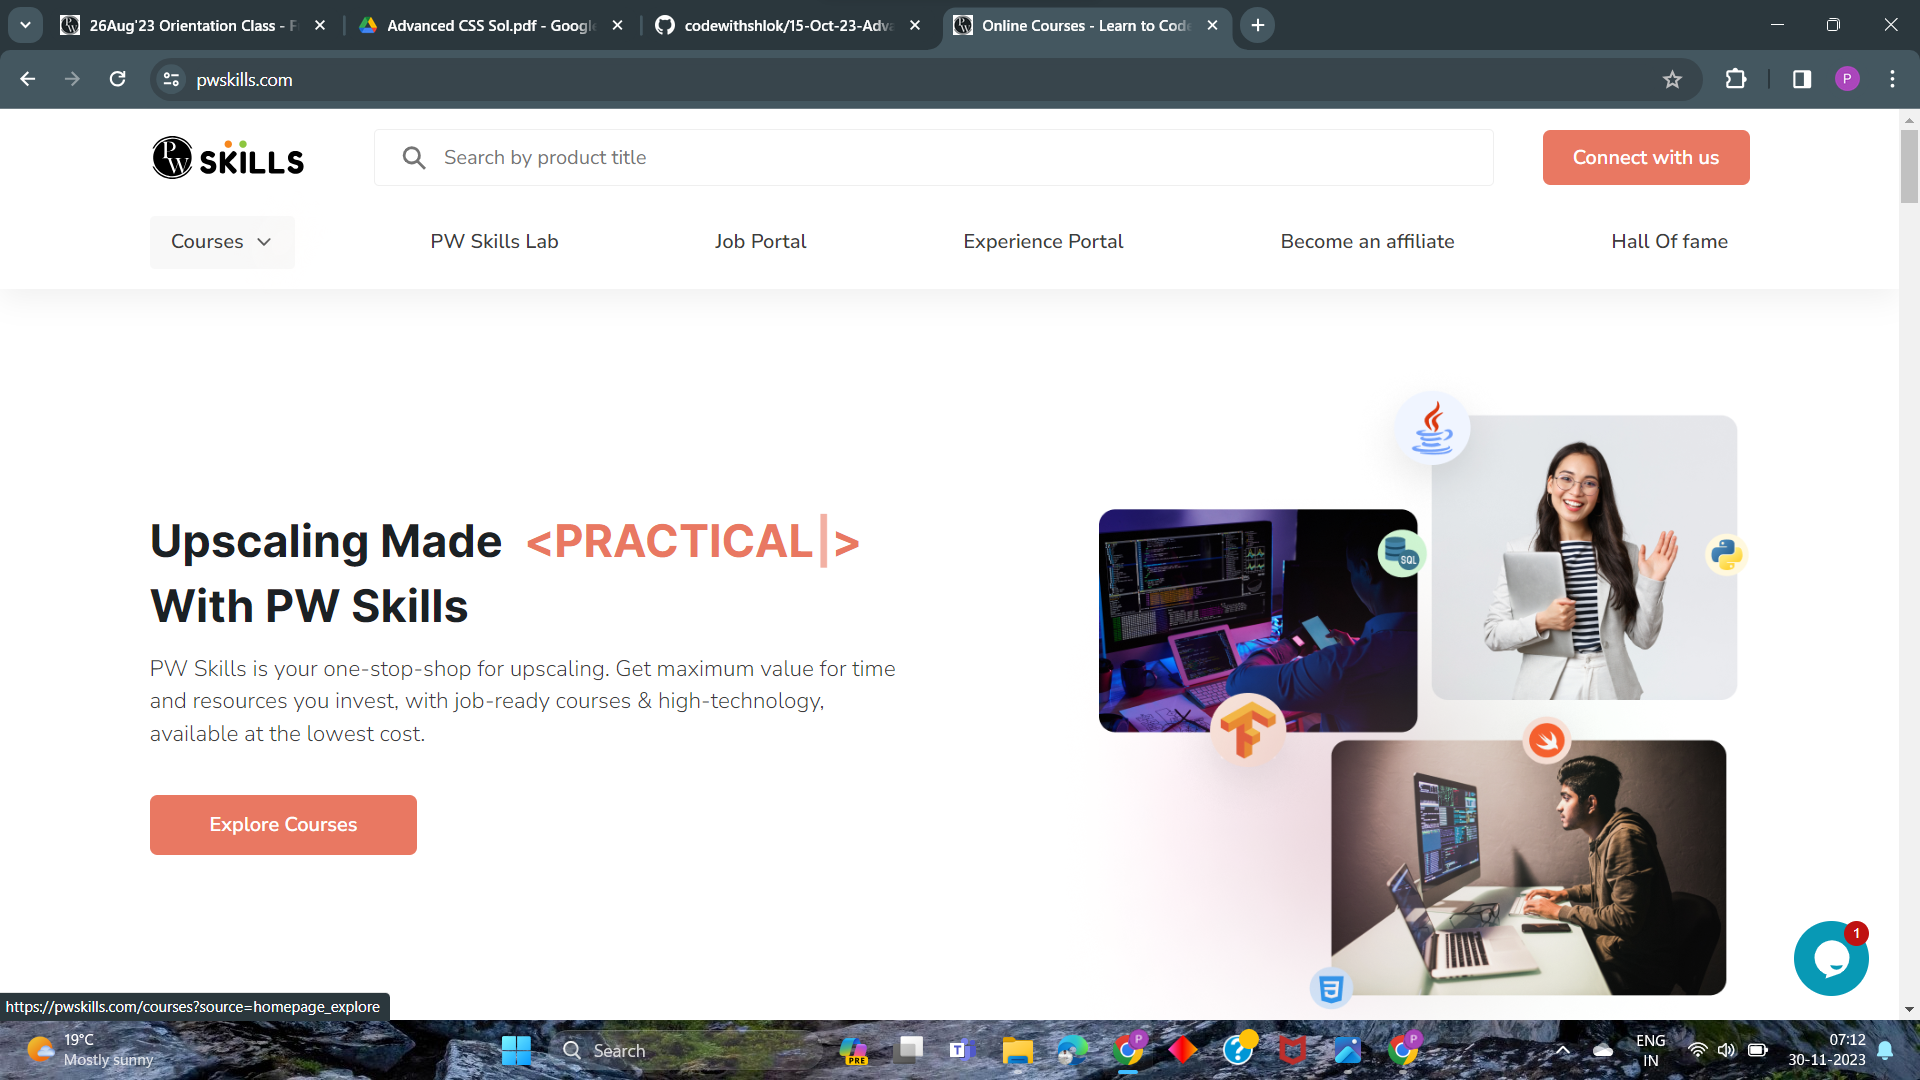 26Aug'23 Orientation Class - F
Advanced CSS Sol.pdf - Google
codewithshlok/15-Oct-23-Adva
Online Courses - Learn to Code
pwskills.com
P
PW SKILLS
Search by product title
Connect with us
Courses
PW Skills Lab
Job Portal
Experience Portal
Become an affiliate
Hall Of fame
Upscaling Made <PRACTICAL|>
With PW Skills
PW Skills is your one-stop-shop for upscaling. Get maximum value for time
and resources you invest, with job-ready courses & high-technology,
available at the lowest cost.
Explore Courses
SQL
1
https://pwskills.com/courses?source=homepage_explore
19°C
Mostly sunny
Search
PRE
P
P
ENG
IN
07:12
30-11-2023